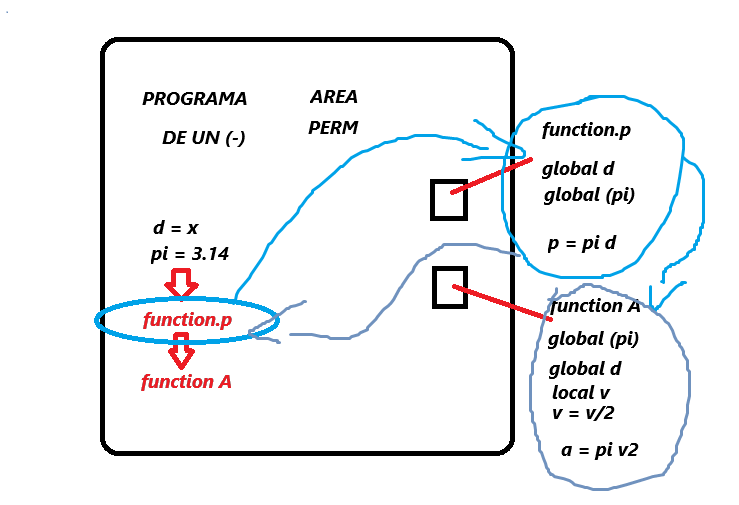 PROGRAMA
DE UN (-)
AREA
PERM
d = x
pi = 3.14
function.p
function A
function.p
global d
global (pi)
p = pi d
function A
global (pi)
global d
local v
v = v/2
a = pi v2